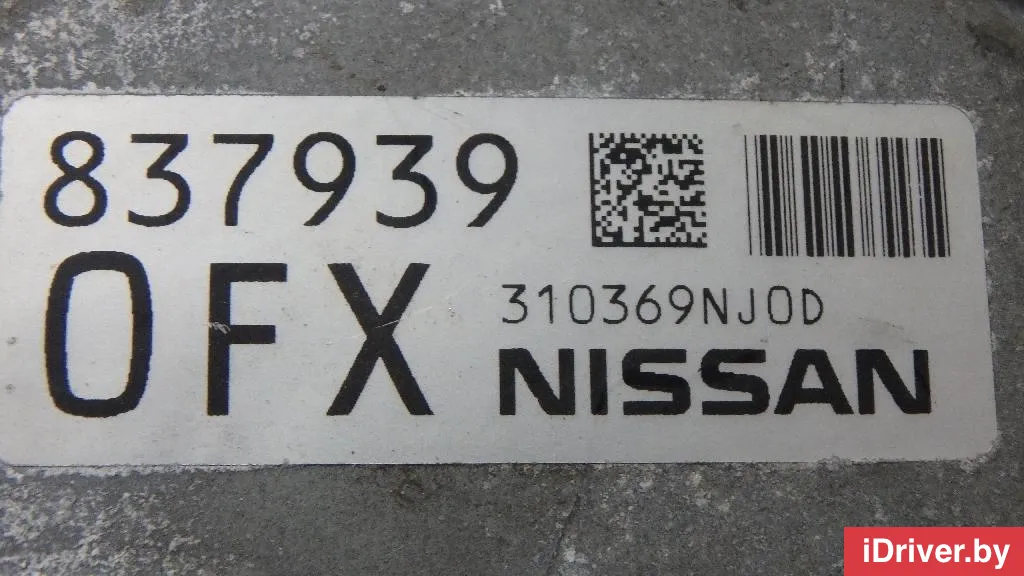 837939
0FX
310369NJ0D
NISSAN
iDriver.by